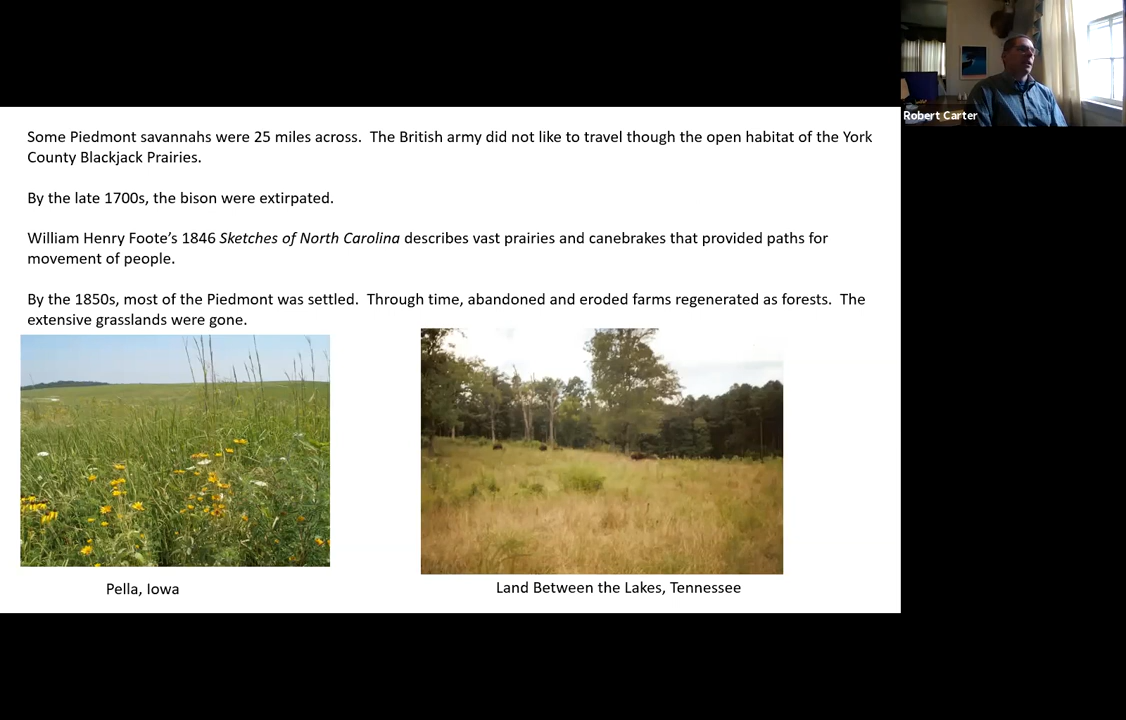 Robert Carter
Some Piedmont savannahs were 25 miles across.  The British army did not like to travel though the open habitat of the York
County Blackjack Prairies.
By the late 1700s, the bison were extirpated.
William Henry Foote’s 1846 Sketches of North Carolina describes vast prairies and canebrakes that provided paths for
movement of people.
By the 1850s, most of the Piedmont was settled.  Through time, abandoned and eroded farms regenerated as forests.  The
extensive grasslands were gone.
Pella, Iowa
Land Between the Lakes, Tennessee